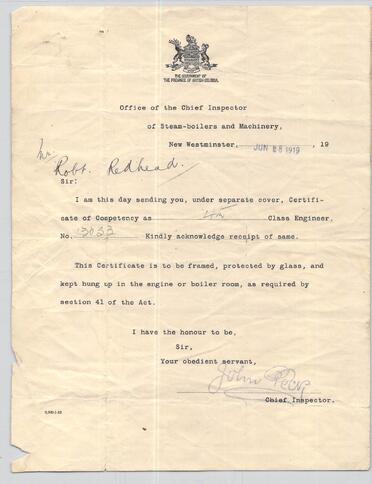 THE GOVERNMENT OF
THE PROVINCE OF BRITISH COLUMBIA.
Office of the Chief Inspector
of Steam-boilers and Machinery,
New Westminster, JUN 28 1919, 19
Mr
Robt. Redhead.
Sir:
I am this day sending you, under separate cover, Certifi-
cate of Competency as 4th Class Engineer.
No. 3033 Kindly acknowledge receipt of same.
This Certificate is to be framed, protected by glass, and
kept hung up in the engine or boiler room, as required by
section 41 of the Act.
I have the honour to be,
Sir,
Your obedient servant,
John Peck
Chief Inspector.